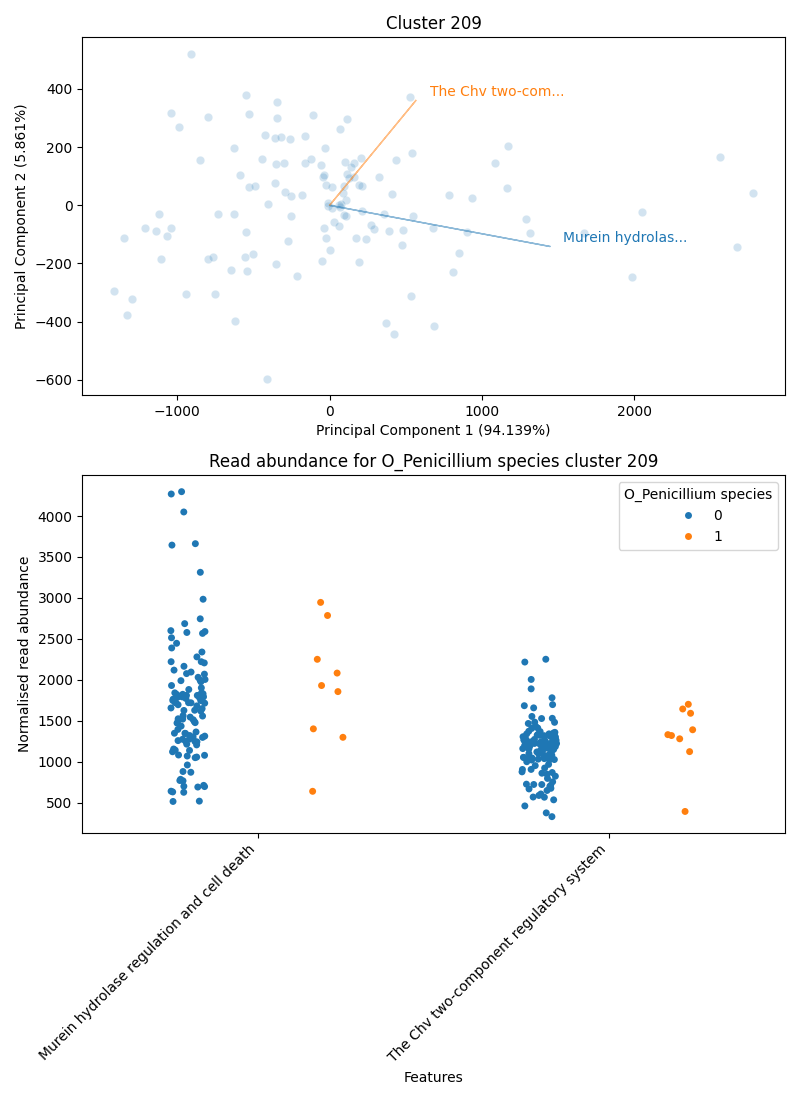 Cluster 209
Principal Component 2 (5.861%)
400
200
0
−200
−400
−600
The Chv two-com...
Murein hydrolas...
−1000
0
1000
2000
Principal Component 1 (94.139%)
Read abundance for O_Penicillium species cluster 209
Normalised read abundance
4000
3500
3000
2500
2000
1500
1000
500
O_Penicillium species
0
1
Murein hydrolase regulation and cell death
The Chv two-component regulatory system
Features